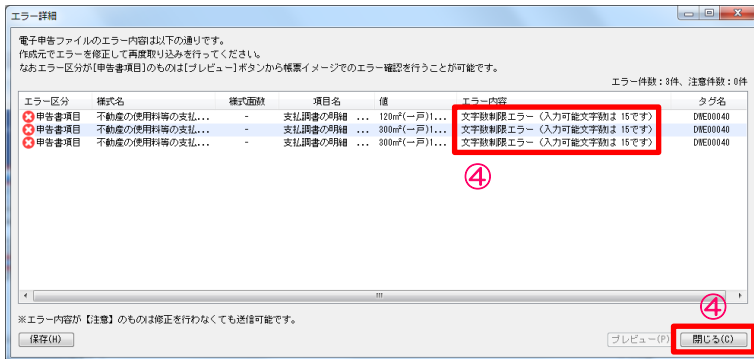 エラー詳細
電子申告ファイルのエラー内容は以下の通りです。
作成元でエラーを修正して再度取り込みを行ってください。
なおエラー区分が[申告書項目]のものは[プレビュー]ボタンから帳票イメージでのエラー確認を行うことが可能です。
エラー件数:3件、注意件数:0件
エラー区分 様式名 様式面数 項目名 値 エラー内容 タグ名
申告書項目 不動産の使用料等の支払... - 支払調書の明細 ... 120m²(一戸)1... 文字数制限エラー (入力可能文字数は 15です) DWE00040
申告書項目 不動産の使用料等の支払... - 支払調書の明細 ... 300m²(一戸)1... 文字数制限エラー (入力可能文字数は 15です) DWE00040
申告書項目 不動産の使用料等の支払... - 支払調書の明細 ... 300m²(一戸)1... 文字数制限エラー (入力可能文字数は 15です) DWE00040
④
④
※エラー内容が【注意】のものは修正を行わなくても送信可能です。
保存(H) プレビュー(P) 閉じる(C)